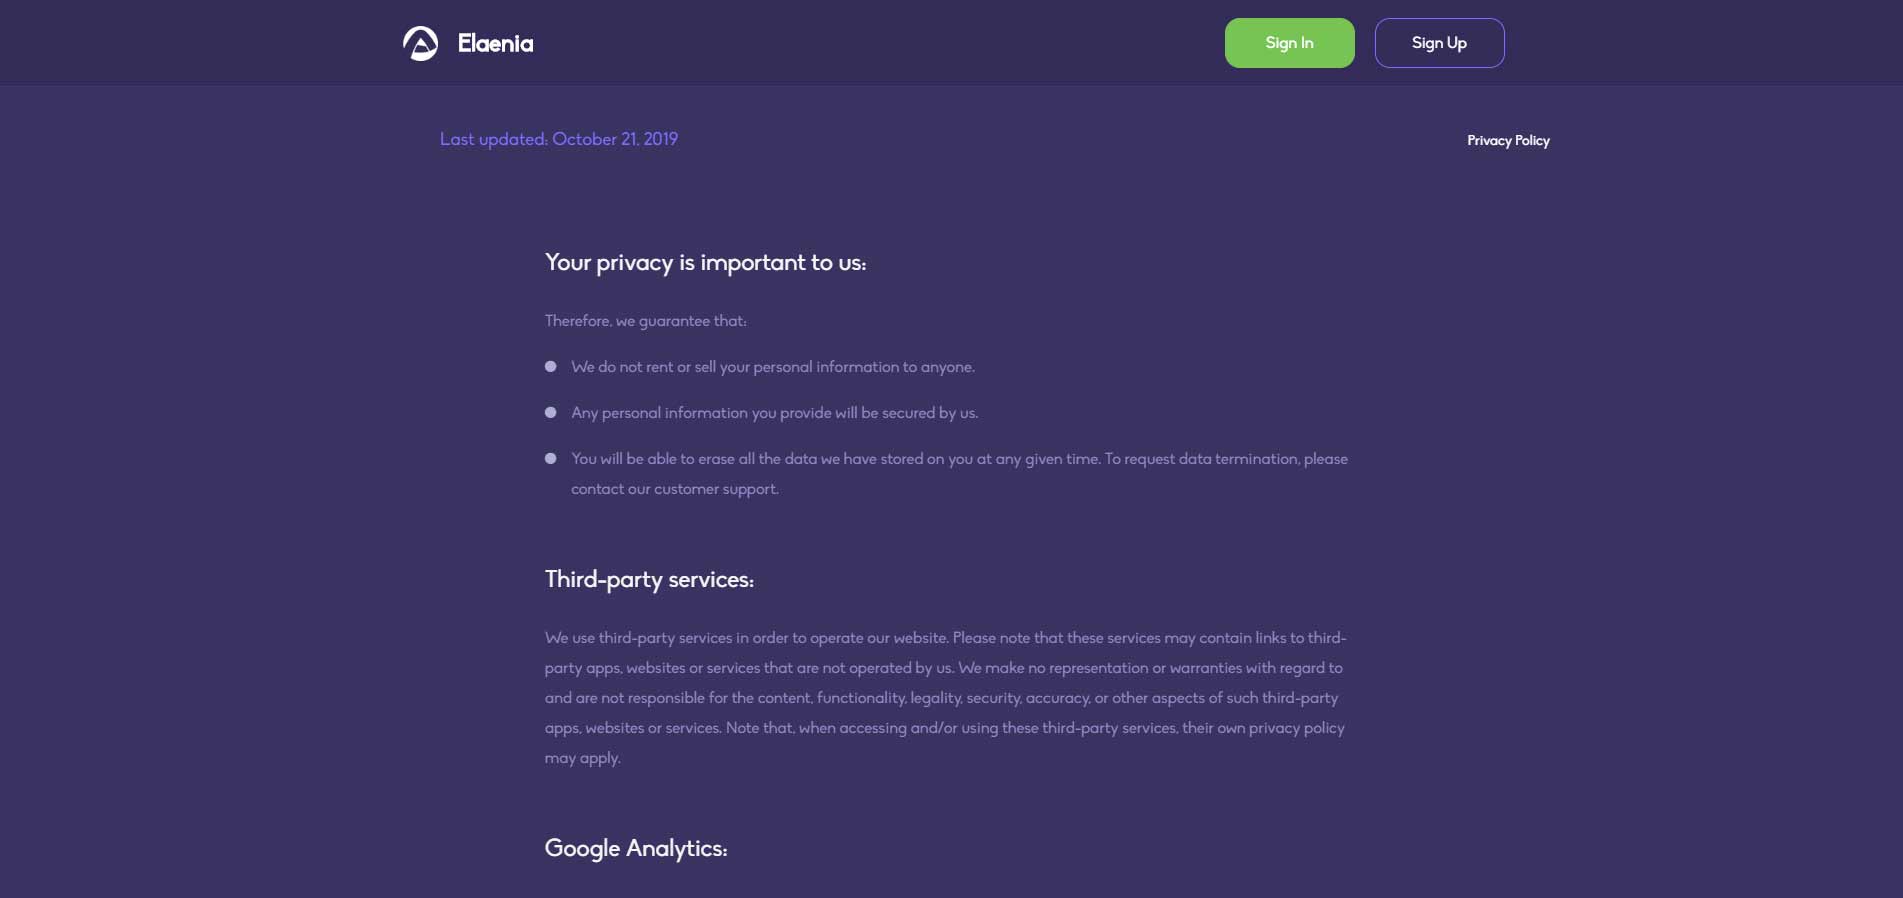 Elaenia
Sign In
Sign Up
Last updated: October 21, 2019
Privacy Policy
Your privacy is important to us:
Therefore, we guarantee that:
We do not rent or sell your personal information to anyone.
Any personal information you provide will be secured by us.
You will be able to erase all the data we have stored on you at any given time. To request data termination, please
contact our customer support.
Third-party services:
We use third-party services in order to operate our website. Please note that these services may contain links to third-
party apps, websites or services that are not operated by us. We make no representation or warranties with regard to
and are not responsible for the content, functionality, legality, security, accuracy, or other aspects of such third-party
apps, websites or services. Note that, when accessing and/or using these third-party services, their own privacy policy
may apply.
Google Analytics: